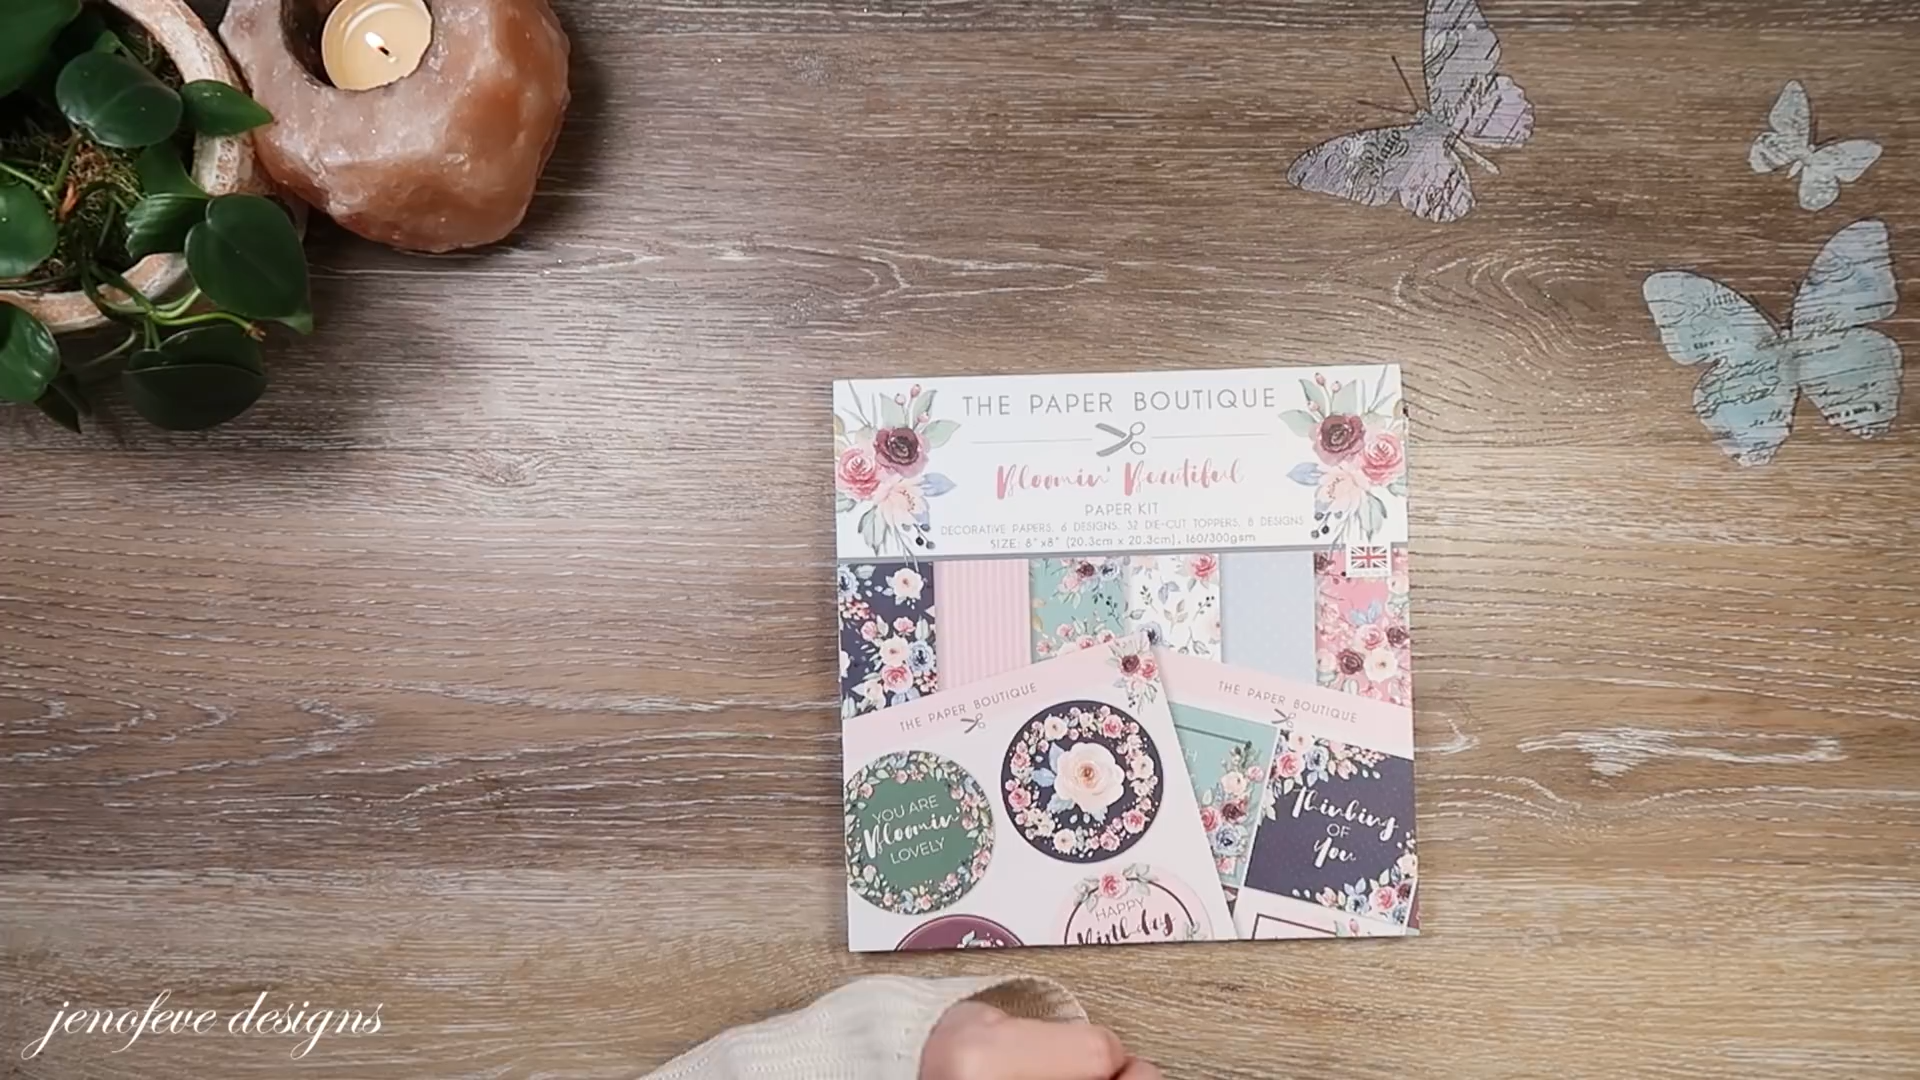 THE PAPER BOUTIQUE
Bloomin' Beautiful
PAPER KIT
DECORATIVE PAPERS, 6 DESIGNS, 32 DIE-CUT TOPPERS, 8 DESIGNS
SIZE: 8"x8" (20.3cm x 20.3cm), 160/300gsm
THE PAPER BOUTIQUE
THE PAPER BOUTIQUE
YOU ARE
Bloomin'
LOVELY
Thinking
OF
You
HAPPY
Birthday
jenofeve designs